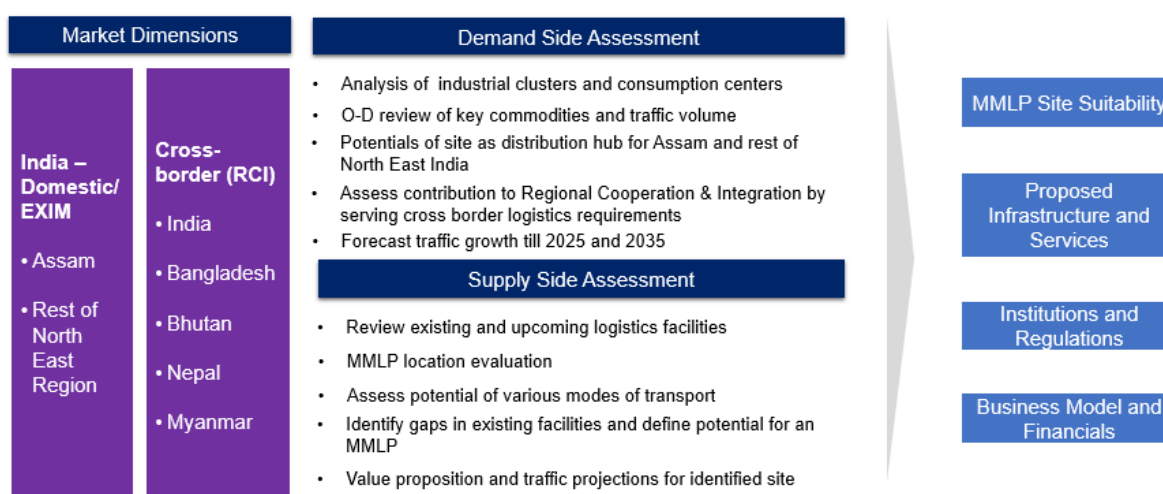 Market Dimensions
India –
Domestic/
EXIM
• Assam
• Rest of
North
East
Region
Cross-
border (RCI)
• India
• Bangladesh
• Bhutan
• Nepal
• Myanmar
Demand Side Assessment
• Analysis of industrial clusters and consumption centers
• O-D review of key commodities and traffic volume
• Potentials of site as distribution hub for Assam and rest of
North East India
• Assess contribution to Regional Cooperation & Integration by
serving cross border logistics requirements
• Forecast traffic growth till 2025 and 2035
Supply Side Assessment
• Review existing and upcoming logistics facilities
• MMLP location evaluation
• Assess potential of various modes of transport
• Identify gaps in existing facilities and define potential for an
MMLP
• Value proposition and traffic projections for identified site
MMLP Site Suitability
Proposed
Infrastructure and
Services
Institutions and
Regulations
Business Model and
Financials